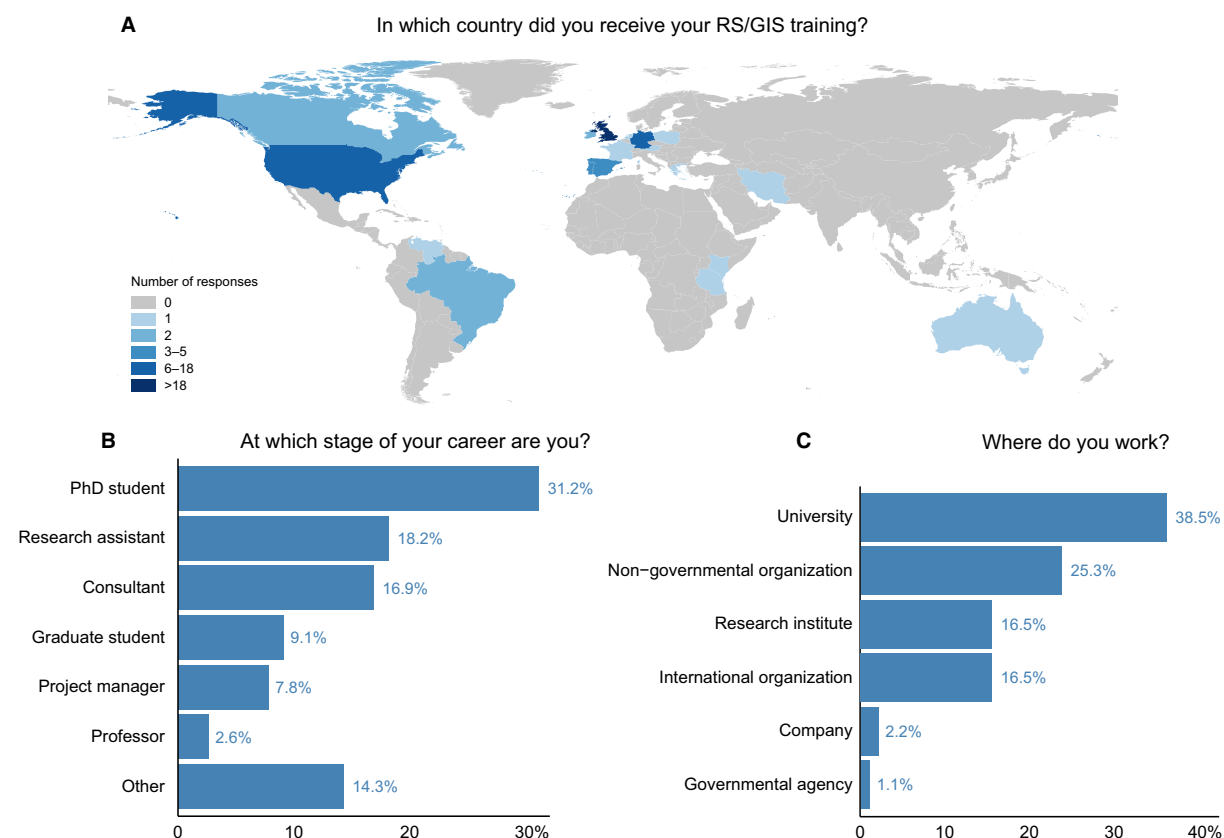 A
In which country did you receive your RS/GIS training?
Number of responses
0
1
2
3–5
6–18
>18
B
At which stage of your career are you?
PhD student
31.2%
Research assistant
18.2%
Consultant
16.9%
Graduate student
9.1%
Project manager
7.8%
Professor
2.6%
Other
14.3%
0 10 20 30%
C
Where do you work?
University
38.5%
Non−governmental organization
25.3%
Research institute
16.5%
International organization
16.5%
Company
2.2%
Governmental agency
1.1%
0 10 20 30 40%